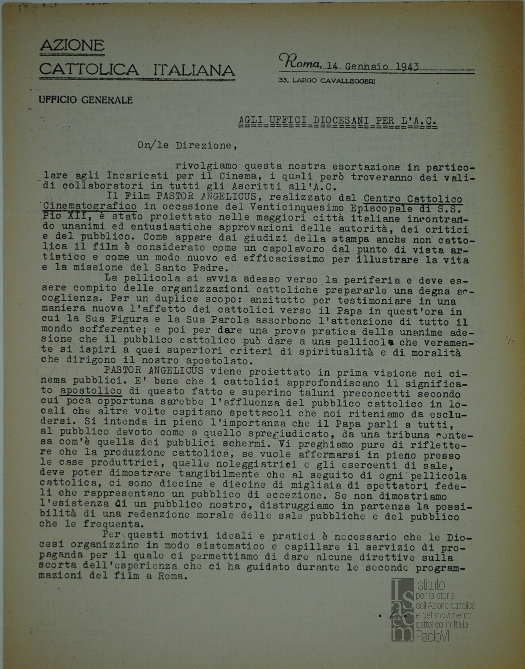 AZIONE
CATTOLICA ITALIANA
UFFICIO GENERALE
Roma, 14 Gennaio 1943
33, LARGO CAVALLEGGERI
AGLI UFFICI DIOCESANI PER L'A.C.
On/le Direzione,
rivolgiamo questa nostra esortazione in partico-
lare agli Incaricati per il Cinema, i quali però troveranno dei vali-
di collaboratori in tutti gli Ascritti all'A.C.
Il Film PASTOR ANGELICUS, realizzato dal Centro Cattolico
Cinematografico in occasione del Venticinquesimo Episcopale di S.S.
Pio XII, è stato proiettato nelle maggiori città italiane incontran-
do unanimi ed entusiastiche approvazioni delle autorità, dei critici
e del pubblico. Come appare dai giudizi della stampa anche non catto-
lica il film è considerato come un capolavoro dal punto di vista ar-
tistico e come un modo nuovo ed efficacissimo per illustrare la vita
e la missione del Santo Padre.
La pellicola si avvia adesso verso la periferia e deve es-
sere compito delle organizzazioni cattoliche prepararle una degna ac-
coglienza. Per un duplice scopo: anzitutto per testimoniare in una
maniera nuova l'affetto dei cattolici verso il Papa in quest'ora in
cui la Sua Figura e la Sua Parola assorbono l'attenzione di tutto il
mondo sofferente; e poi per dare una prova pratica della unanime ade-
sione che il pubblico cattolico può dare a una pellicola che veramen-
te si ispiri a quei superiori criteri di spiritualità e di moralità
che dirigono il nostro apostolato.
PASTOR ANGELICUS viene proiettato in prima visione nei ci-
nema pubblici. E' bene che i cattolici approfondiscano il significa-
to apostolico di questo fatto e superino taluni preconcetti secondo
cui poca opportuna sarebbe l'affluenza del pubblico cattolico in lo-
cali che altre volte ospitano spettacoli che noi riteniamo da esclu-
dersi. Si intenda in pieno l'importanza che il Papa parli a tutti,
al pubblico devoto come a quello spregiudicato, da una tribuna conte-
sa com'è quella dei pubblici schermi. Vi preghiamo pure di riflette-
re che la produzione cattolica, se vuole affermarsi in pieno presso
le case produttrici, quelle noleggiatrici e gli esercenti di sale,
deve poter dimostrare tangibilmente che al seguito di ogni pellicola
cattolica, ci sono diecine e diecine di migliaia di spettatori fede-
li che rappresentano un pubblico di eccezione. Se non dimostriamo
l'esistenza di un pubblico nostro, distruggiamo in partenza la possi-
bilità di una redenzione morale delle sale pubbliche e del pubblico
che le frequenta.
Per questi motivi ideali e pratici è necessario che le Dio-
cesi organizzino in modo sistematico e capillare il servizio di pro-
paganda per il quale ci permettiamo di dare alcune direttive sulla
scorta dell'esperienza che ci ha guidato durante le seconde program-
mazioni del film a Roma.
Isacem
Istituto
per la storia
dell'Azione cattolica
e del movimento
cattolico in Italia
Paolo VI